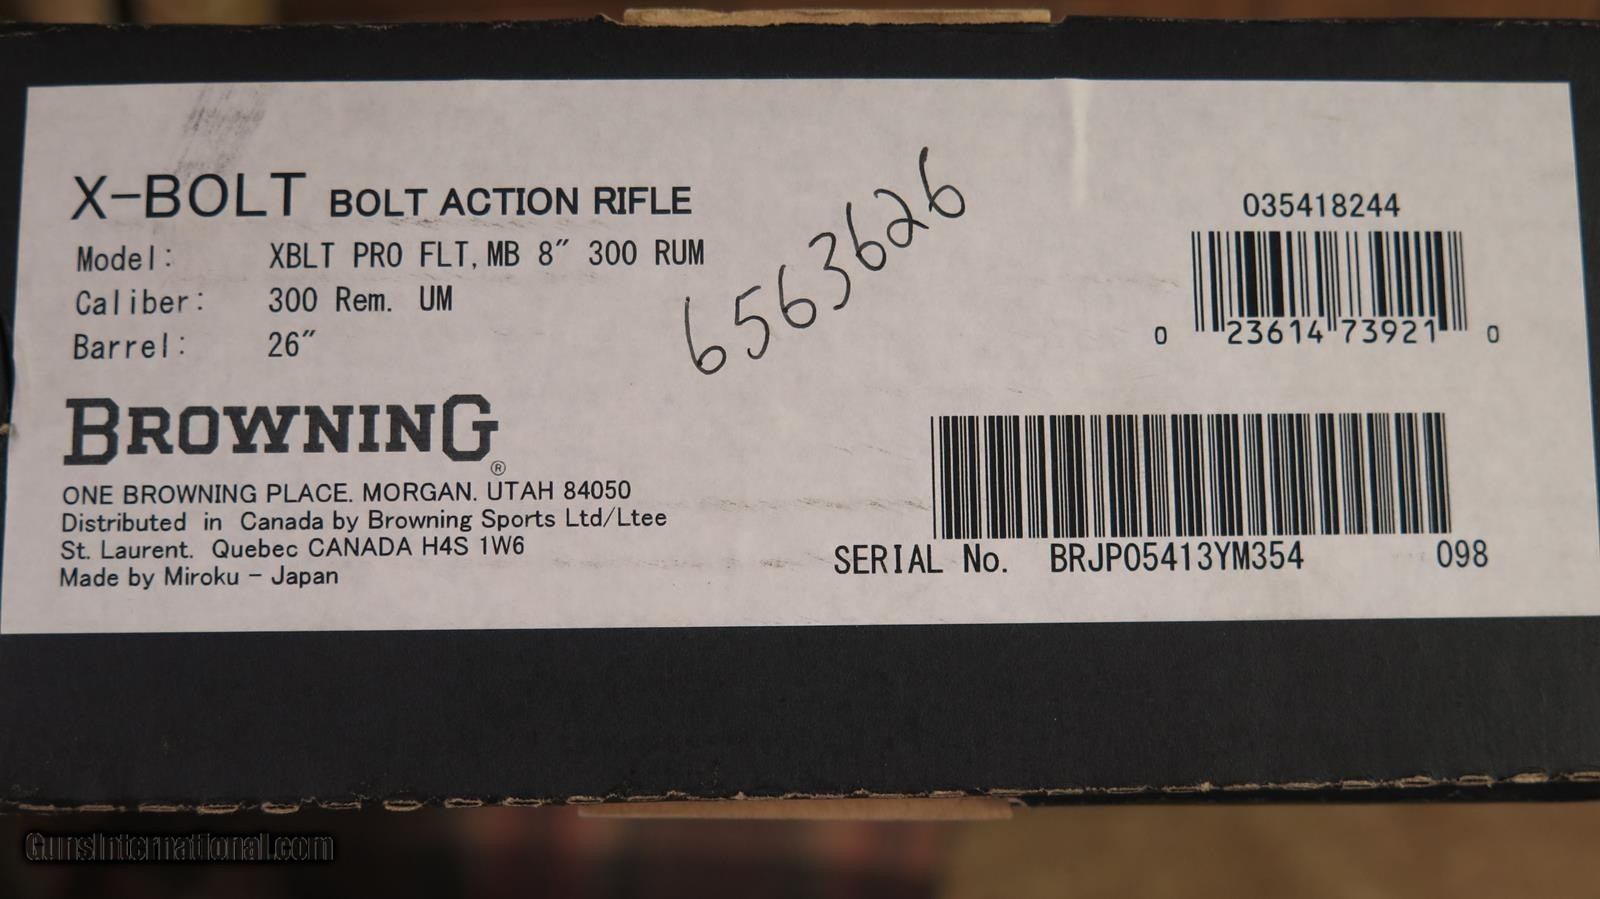 X-BOLT BOLT ACTION RIFLE
Model: XBLT PRO FLT,MB 8" 300 RUM
Caliber: 300 Rem. UM
Barrel: 26"
6563626
035418244
0 23614 73921 0
BROWNING®
ONE BROWNING PLACE. MORGAN. UTAH 84050
Distributed in Canada by Browning Sports Ltd/Ltee
St. Laurent. Quebec CANADA H4S 1W6
Made by Miroku - Japan
SERIAL No. BRJP05413YM354 098
GunsInternational.com